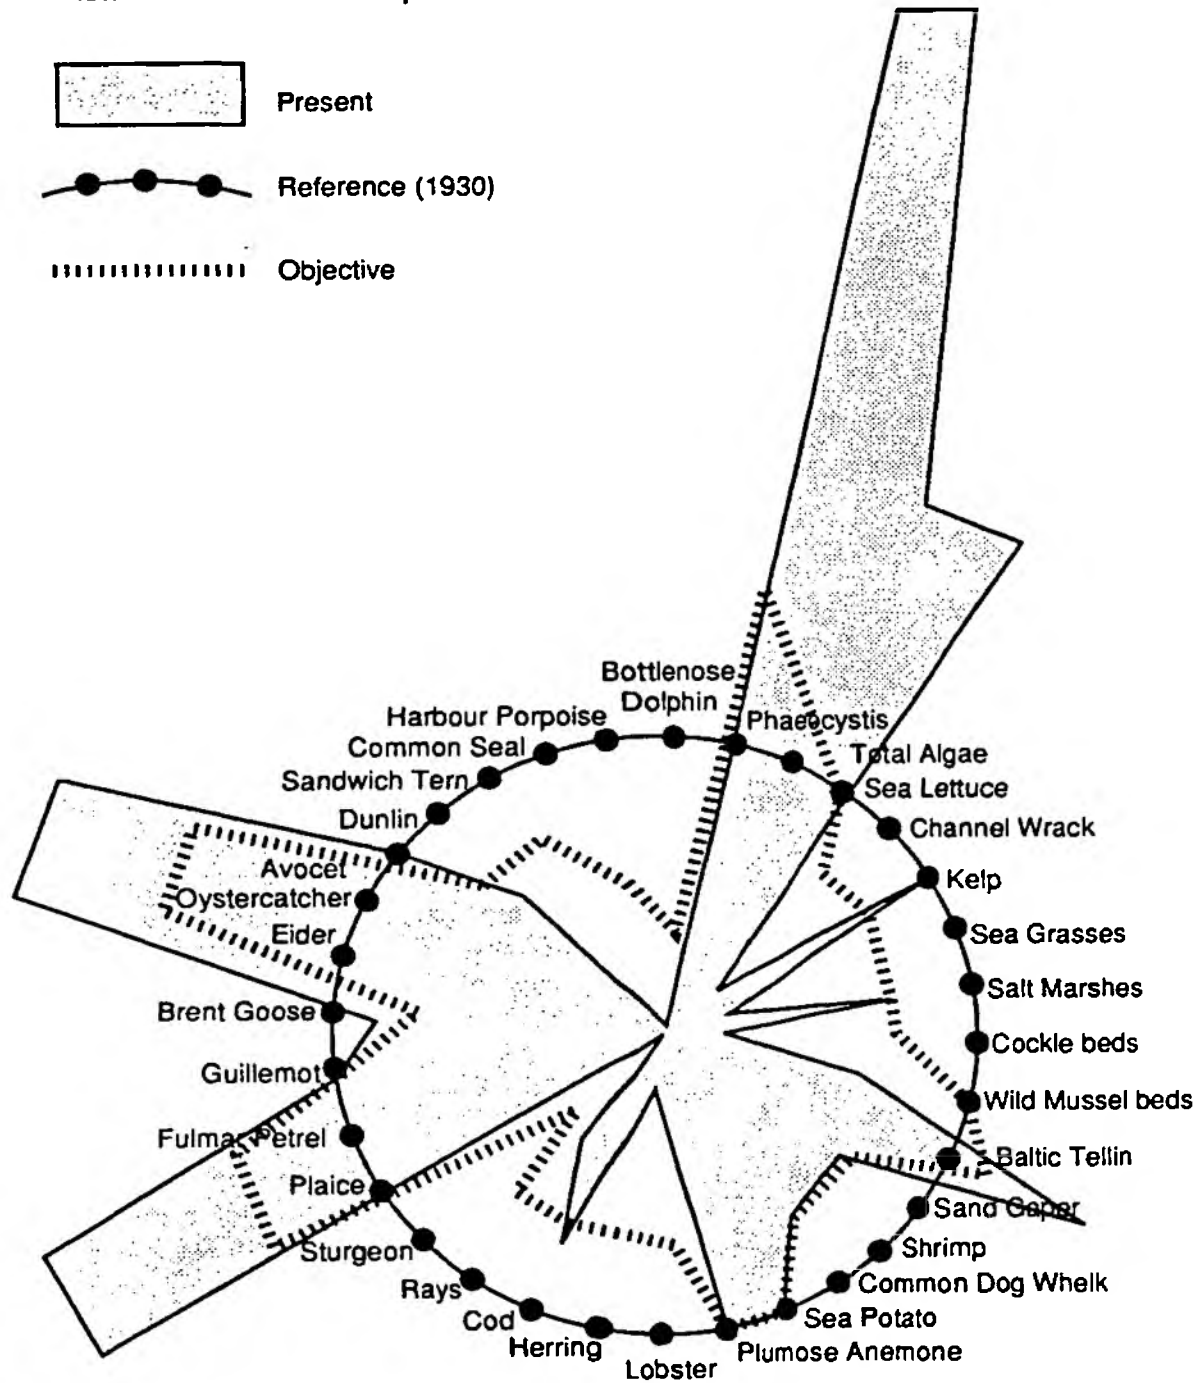 Present
Reference (1930)
Objective
Bottlenose
Dolphin
Harbour Porpoise
Common Seal
Sandwich Tern
Dunlin
Avocet
Oystercatcher
Eider
Brent Goose
Guillemot
Fulmar Petrel
Plaice
Sturgeon
Rays
Cod
Herring
Lobster
Phaeocystis
Total Algae
Sea Lettuce
Channel Wrack
Kelp
Sea Grasses
Salt Marshes
Cockle beds
Wild Mussel beds
Baltic Tellin
Sand Gaper
Shrimp
Common Dog Whelk
Sea Potato
Plumose Anemone